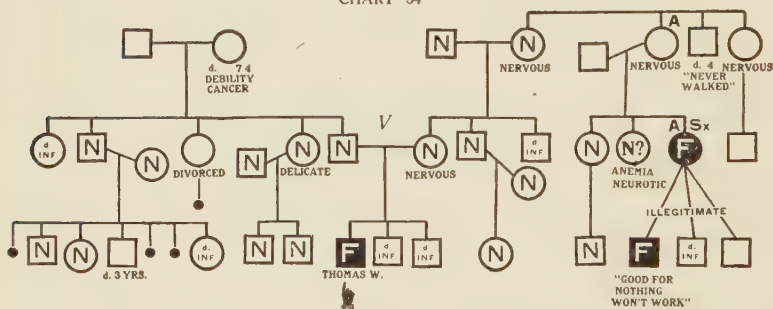 CHART 54
A
N
N
d. 74
DEBILITY
CANCER
NERVOUS
NERVOUS
d. 4
"NEVER
WALKED"
NERVOUS
V
A Sx
d
INF
N
N
DIVORCED
N
N
DELICATE
N
N
NERVOUS
N
N
d
INF
N
N?
ANEMIA
NEUROTIC
F
ILLEGITIMATE
N
N
d. 3 YRS.
d.
INF
N
N
F
THOMAS W.
d
INF
d
INF
N
N
F
"GOOD FOR
NOTHING
WON'T WORK"
d.
INF